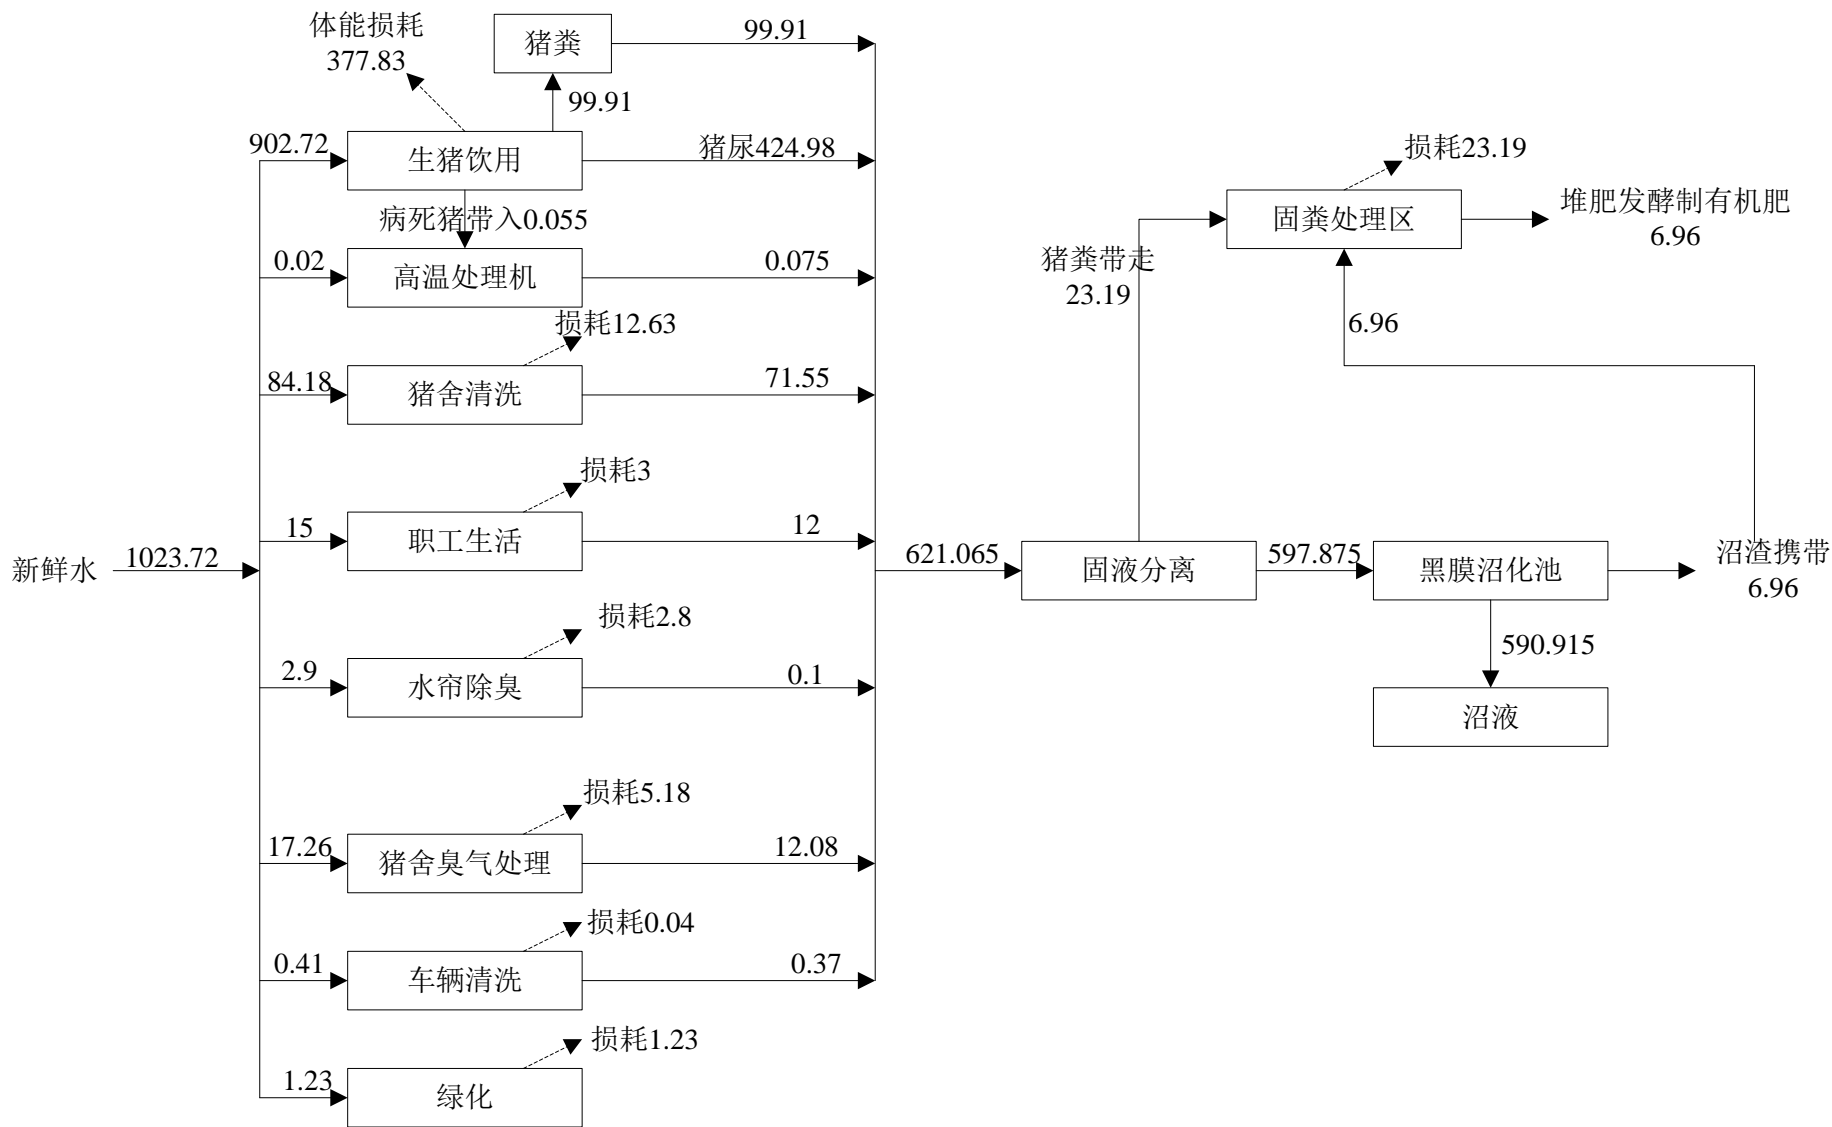 体能损耗
377.83
猪粪
99.91
99.91
902.72
生猪饮用
猪尿424.98
病死猪带入0.055
0.02
高温处理机
0.075
损耗12.63
84.18
猪舍清洗
71.55
损耗3
15
职工生活
12
新鲜水
1023.72
损耗2.8
2.9
水帘除臭
0.1
损耗5.18
17.26
猪舍臭气处理
12.08
损耗0.04
0.41
车辆清洗
0.37
损耗1.23
1.23
绿化
621.065
固液分离
597.875
黑膜沼化池
沼渣携带
6.96
590.915
沼液
猪粪带走
23.19
损耗23.19
固粪处理区
堆肥发酵制有机肥
6.96
6.96